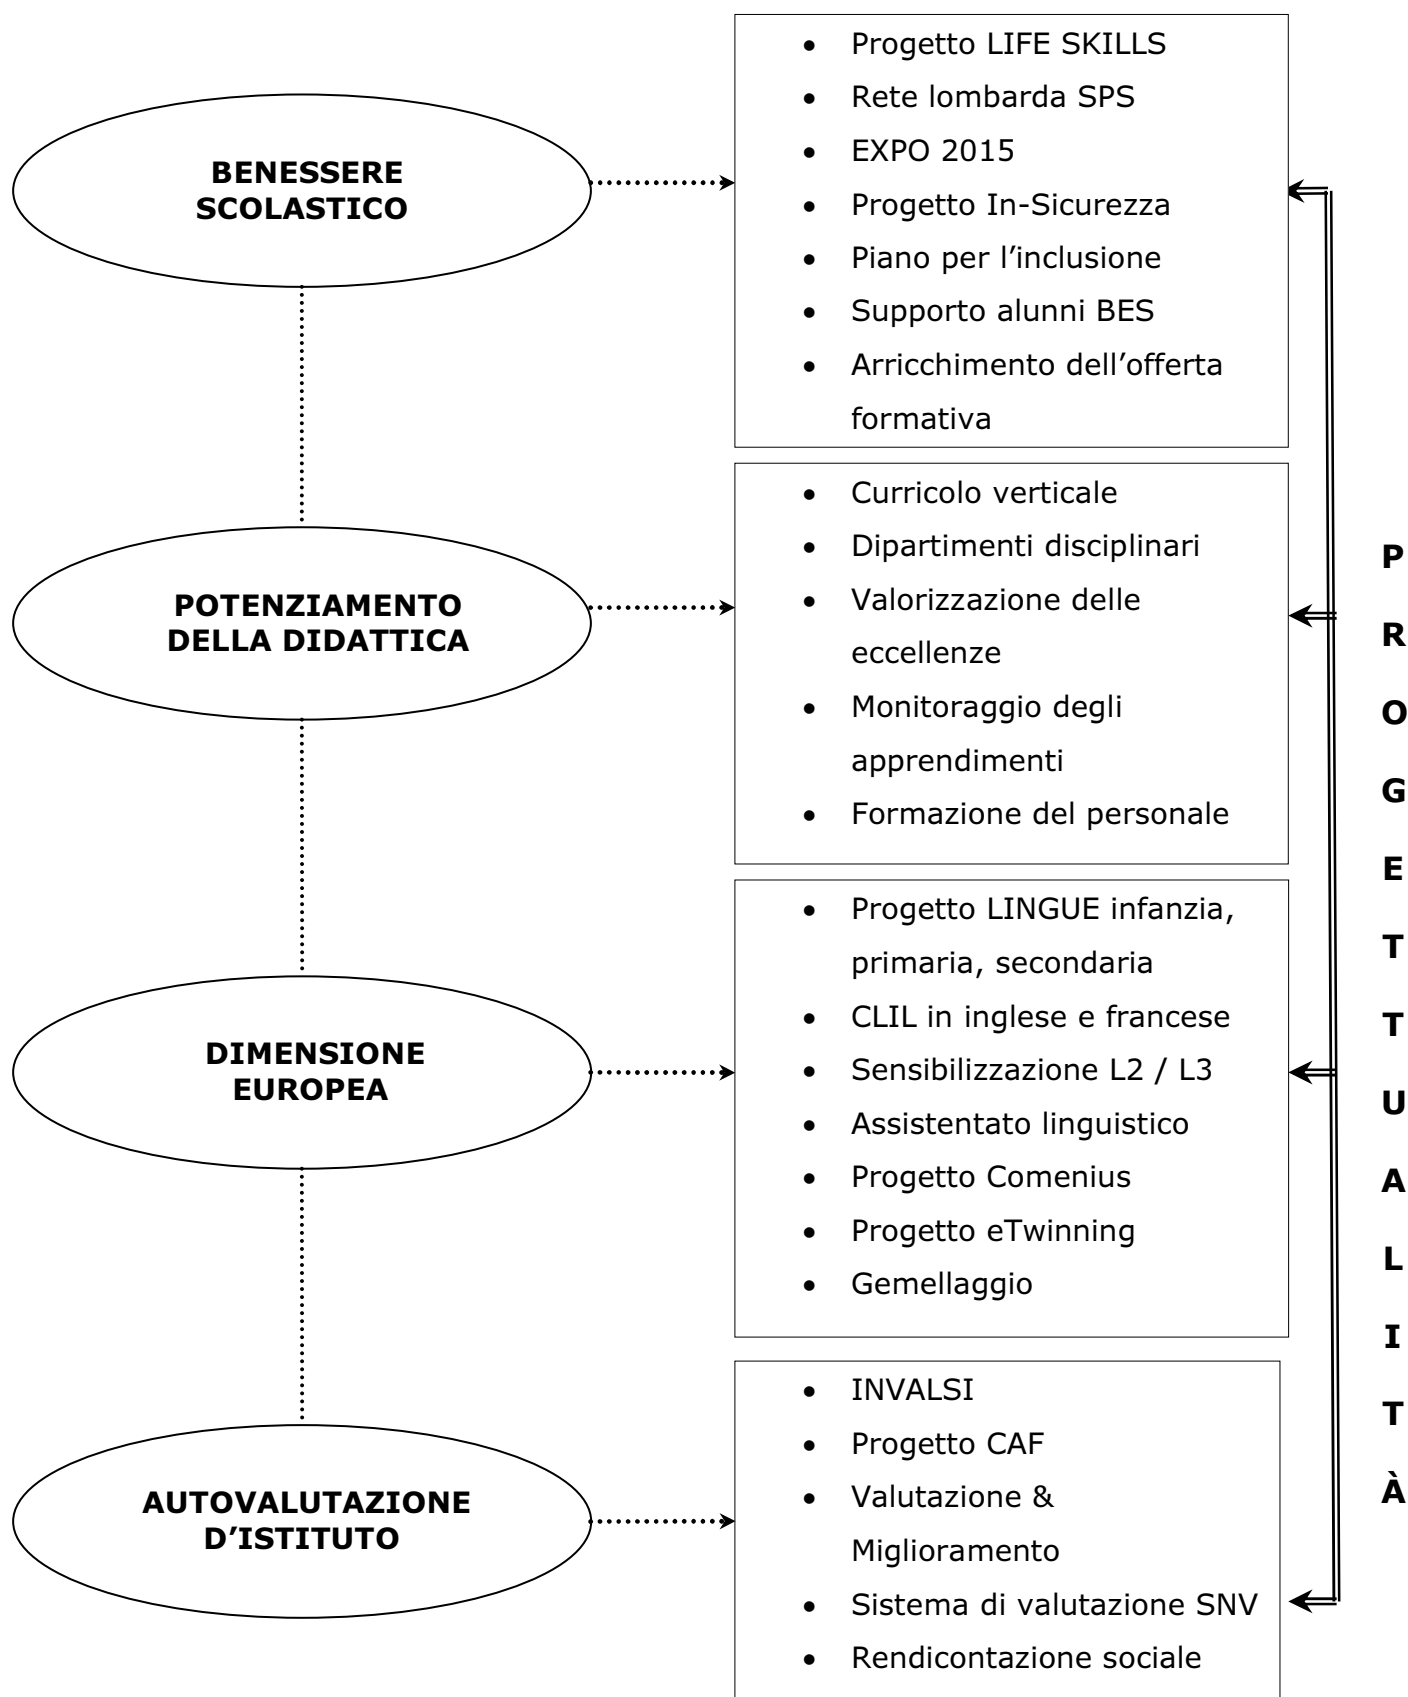 BENESSERE
SCOLASTICO
• Progetto LIFE SKILLS
• Rete lombarda SPS
• EXPO 2015
• Progetto In-Sicurezza
• Piano per l’inclusione
• Supporto alunni BES
• Arricchimento dell’offerta
formativa
POTENZIAMENTO
DELLA DIDATTICA
• Curricolo verticale
• Dipartimenti disciplinari
• Valorizzazione delle
eccellenze
• Monitoraggio degli
apprendimenti
• Formazione del personale
DIMENSIONE
EUROPEA
• Progetto LINGUE infanzia,
primaria, secondaria
• CLIL in inglese e francese
• Sensibilizzazione L2 / L3
• Assistentato linguistico
• Progetto Comenius
• Progetto eTwinning
• Gemellaggio
AUTOVALUTAZIONE
D’ISTITUTO
• INVALSI
• Progetto CAF
• Valutazione &
Miglioramento
• Sistema di valutazione SNV
• Rendicontazione sociale
P
R
O
G
E
T
T
U
A
L
I
T
À